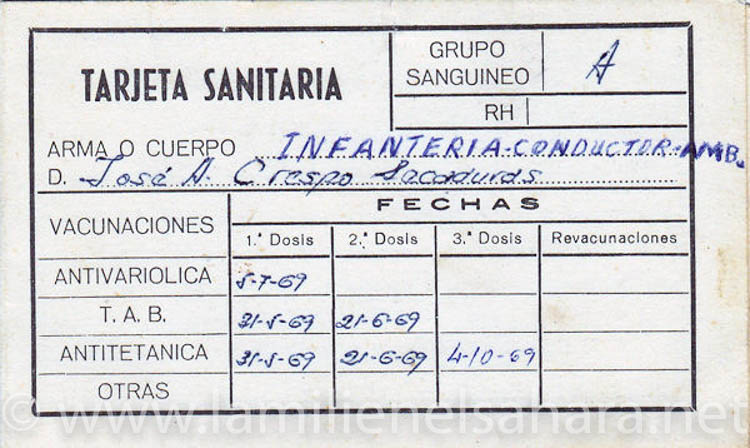 TARJETA SANITARIA
GRUPO SANGUINEO A
RH
ARMA O CUERPO INFANTERIA-CONDUCTOR-AMB.
D. José A. Crespo Sacaduras
VACUNACIONES FECHAS
1.ª Dosis 2.ª Dosis 3.ª Dosis Revacunaciones
ANTIVARIOLICA 5-7-69
T. A. B. 31-5-69 21-6-69
ANTITETANICA 31-5-69 21-6-69 4-10-69
OTRAS
© www.lamilienelsahara.net